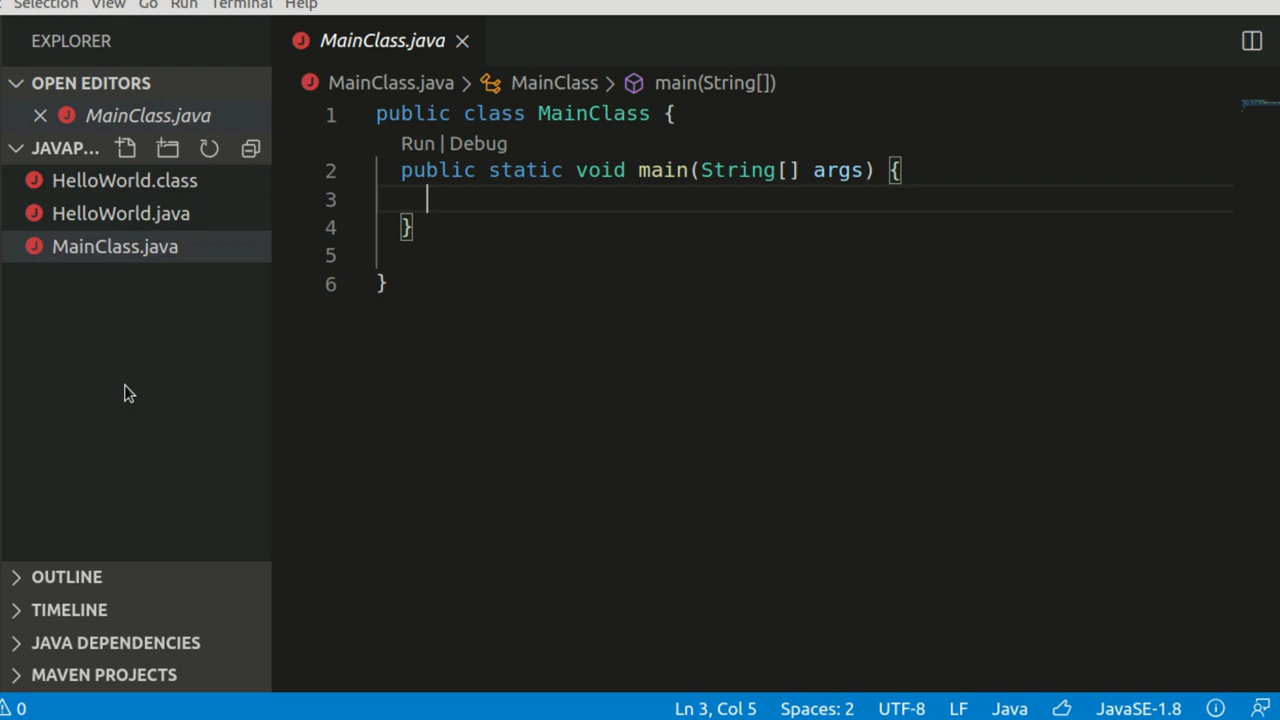 Selection View Go Run Terminal Help
EXPLORER
OPEN EDITORS
MainClass.java
JAVAP...
HelloWorld.class
HelloWorld.java
MainClass.java
OUTLINE
TIMELINE
JAVA DEPENDENCIES
MAVEN PROJECTS
MainClass.java
MainClass.java > MainClass > main(String[])
1 public class MainClass {
Run | Debug
2 public static void main(String[] args) {
3
4 }
5
6 }
0 Ln 3, Col 5 Spaces: 2 UTF-8 LF Java JavaSE-1.8